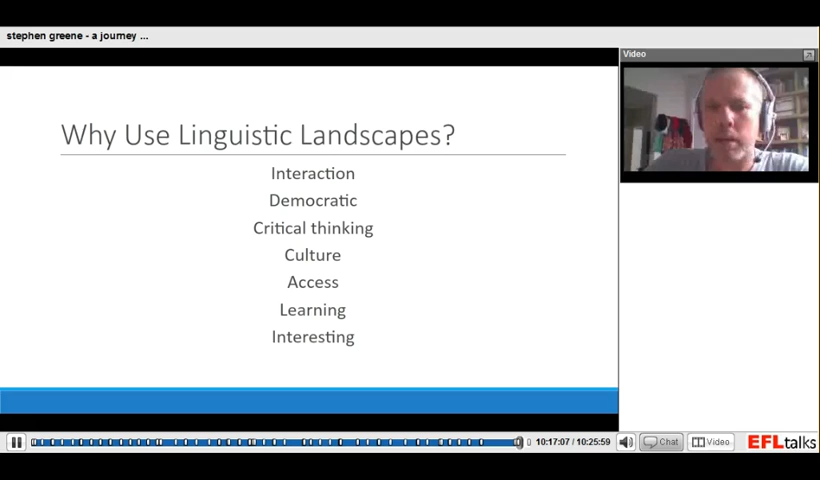 stephen greene - a journey ...
Video
Why Use Linguistic Landscapes?
Interaction
Democratic
Critical thinking
Culture
Access
Learning
Interesting
10:17:07 / 10:25:59
Chat
Video
EFLtalks